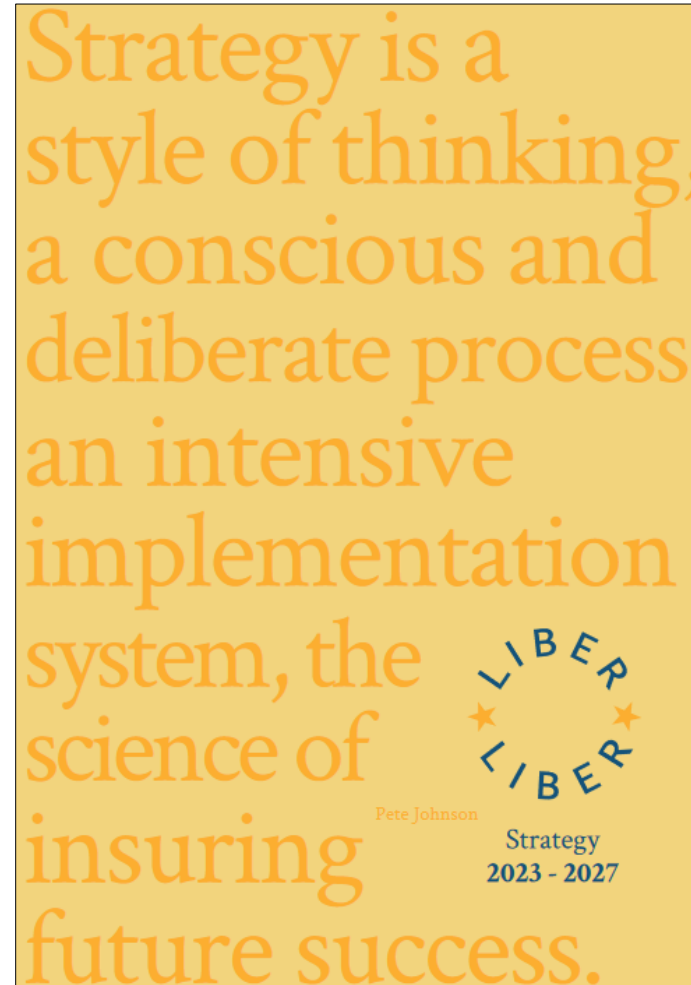 Strategy is a
style of thinking,
a conscious and
deliberate process
an intensive
implementation
system, the
science of
insuring
future success.
Pete Johnson
LIBER
LIBER
Strategy
2023 - 2027